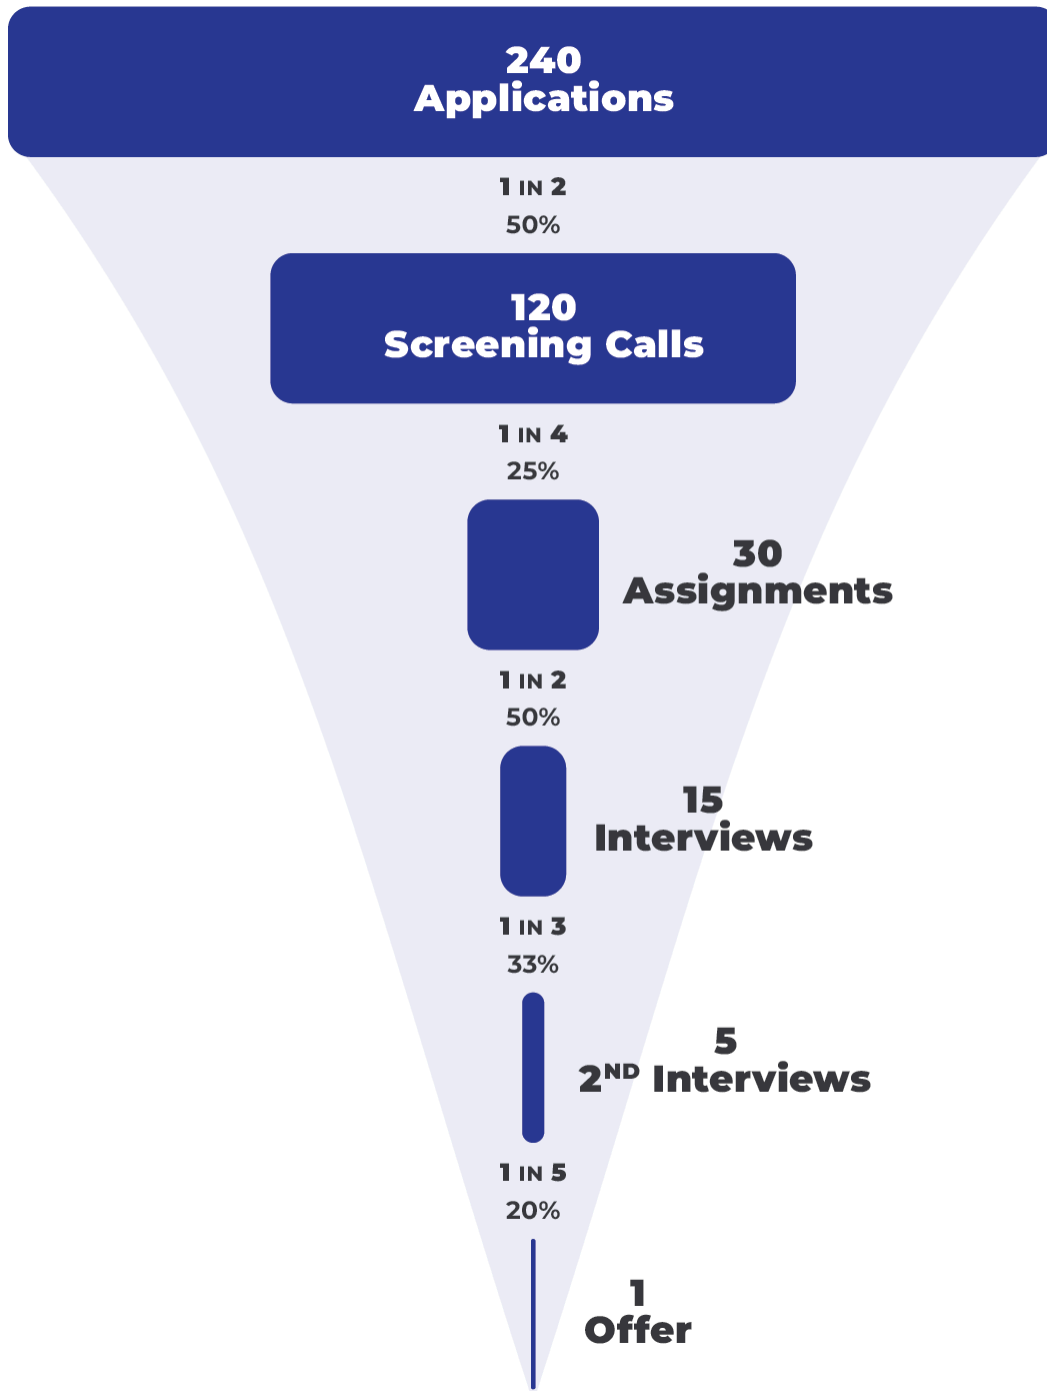 240
Applications
1 IN 2
50%
120
Screening Calls
1 IN 4
25%
30
Assignments
1 IN 2
50%
15
Interviews
1 IN 3
33%
5
2ND Interviews
1 IN 5
20%
1
Offer